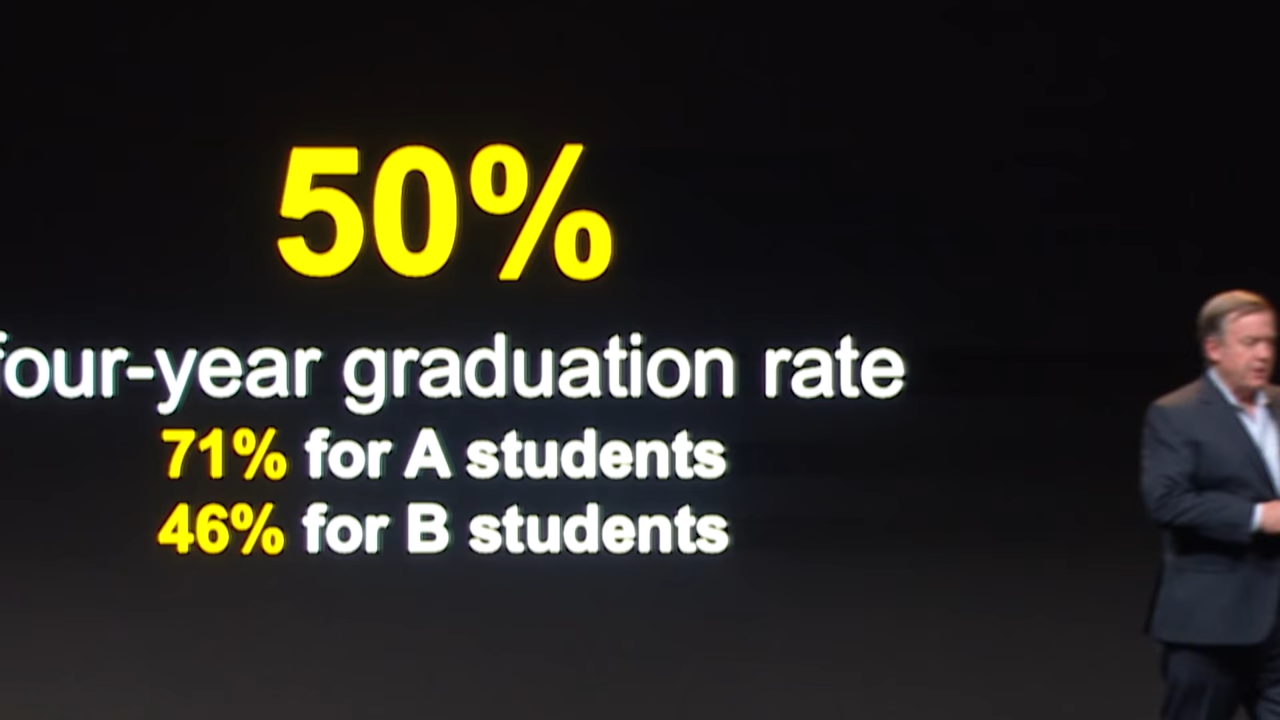 50%
four-year graduation rate
71% for A students
46% for B students